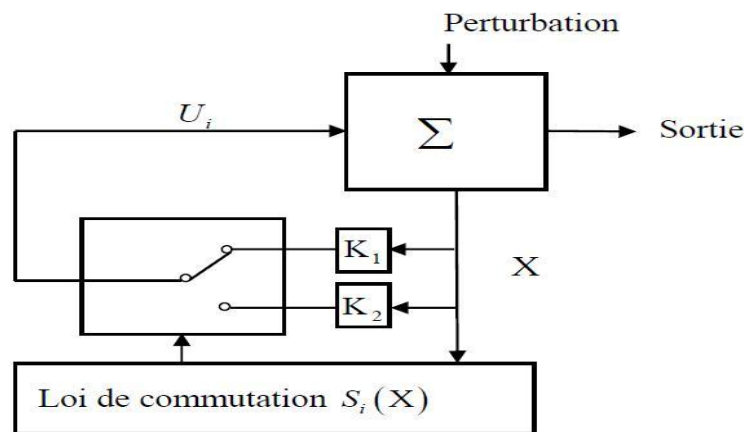 Perturbation
U_i
Σ
Sortie
K_1
X
K_2
Loi de commutation S_i(X)